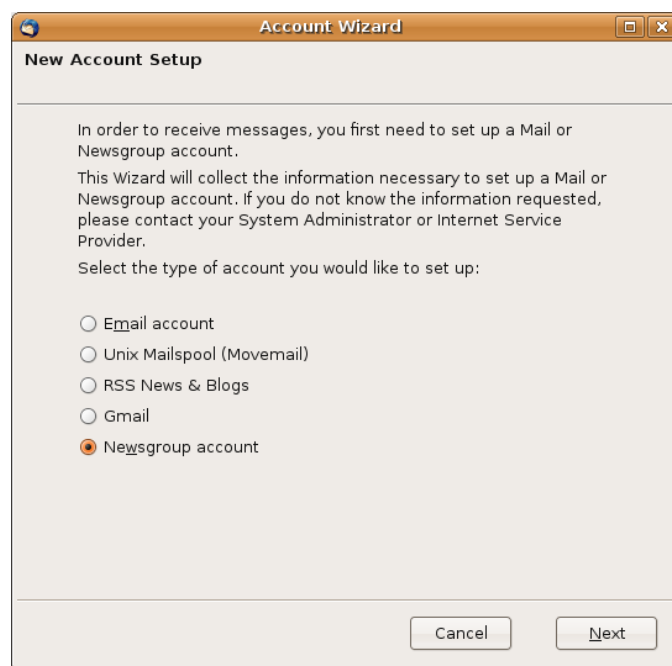 Account Wizard
New Account Setup
In order to receive messages, you first need to set up a Mail or
Newsgroup account.
This Wizard will collect the information necessary to set up a Mail or
Newsgroup account. If you do not know the information requested,
please contact your System Administrator or Internet Service
Provider.
Select the type of account you would like to set up:
Email account
Unix Mailspool (Movemail)
RSS News & Blogs
Gmail
Newsgroup account
Cancel
Next